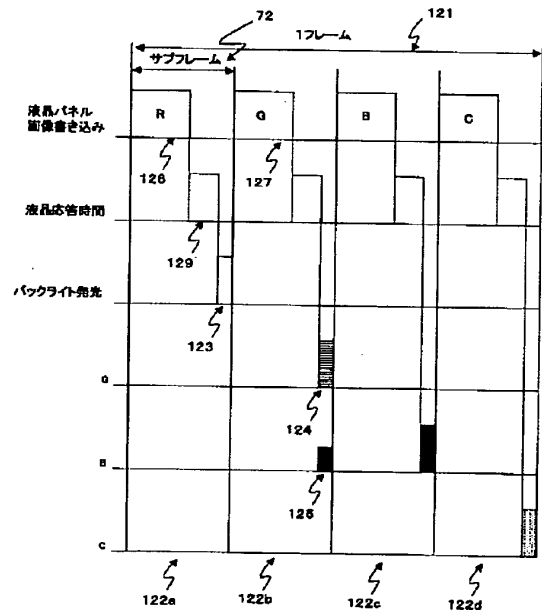 72
121
1フレーム
サブフレーム
液晶パネル
画像書き込み
R
G
B
C
126
127
液晶応答時間
129
バックライト発光
123
G
124
B
125
C
122a
122b
122c
122d